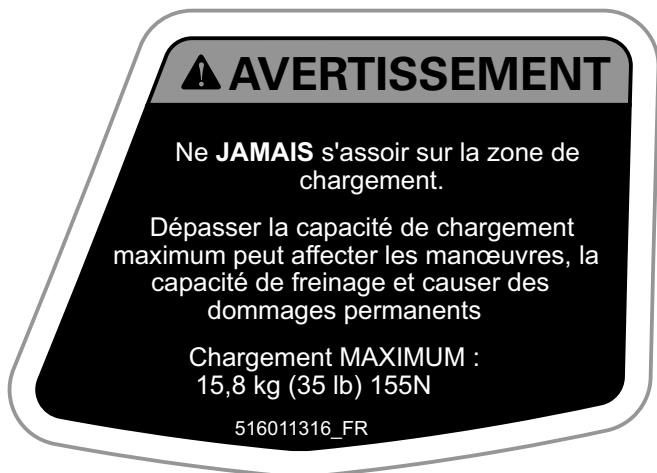 AVERTISSEMENT
Ne JAMAIS s'assoir sur la zone de
chargement.
Dépasser la capacité de chargement
maximum peut affecter les manœuvres, la
capacité de freinage et causer des
dommages permanents
Chargement MAXIMUM :
15,8 kg (35 lb) 155N
516011316_FR